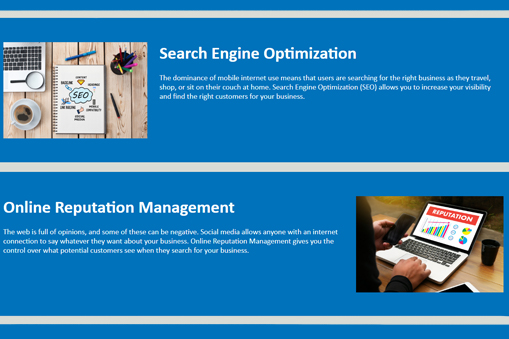 Search Engine Optimization
The dominance of mobile internet use means that users are searching for the right business as they travel,
shop, or sit on their couch at home. Search Engine Optimization (SEO) allows you to increase your visibility
and find the right customers for your business.
SEO
Online Reputation Management
The web is full of opinions, and some of these can be negative. Social media allows anyone with an internet
connection to say whatever they want about your business. Online Reputation Management gives you the
control over what potential customers see when they search for your business.
REPUTATION